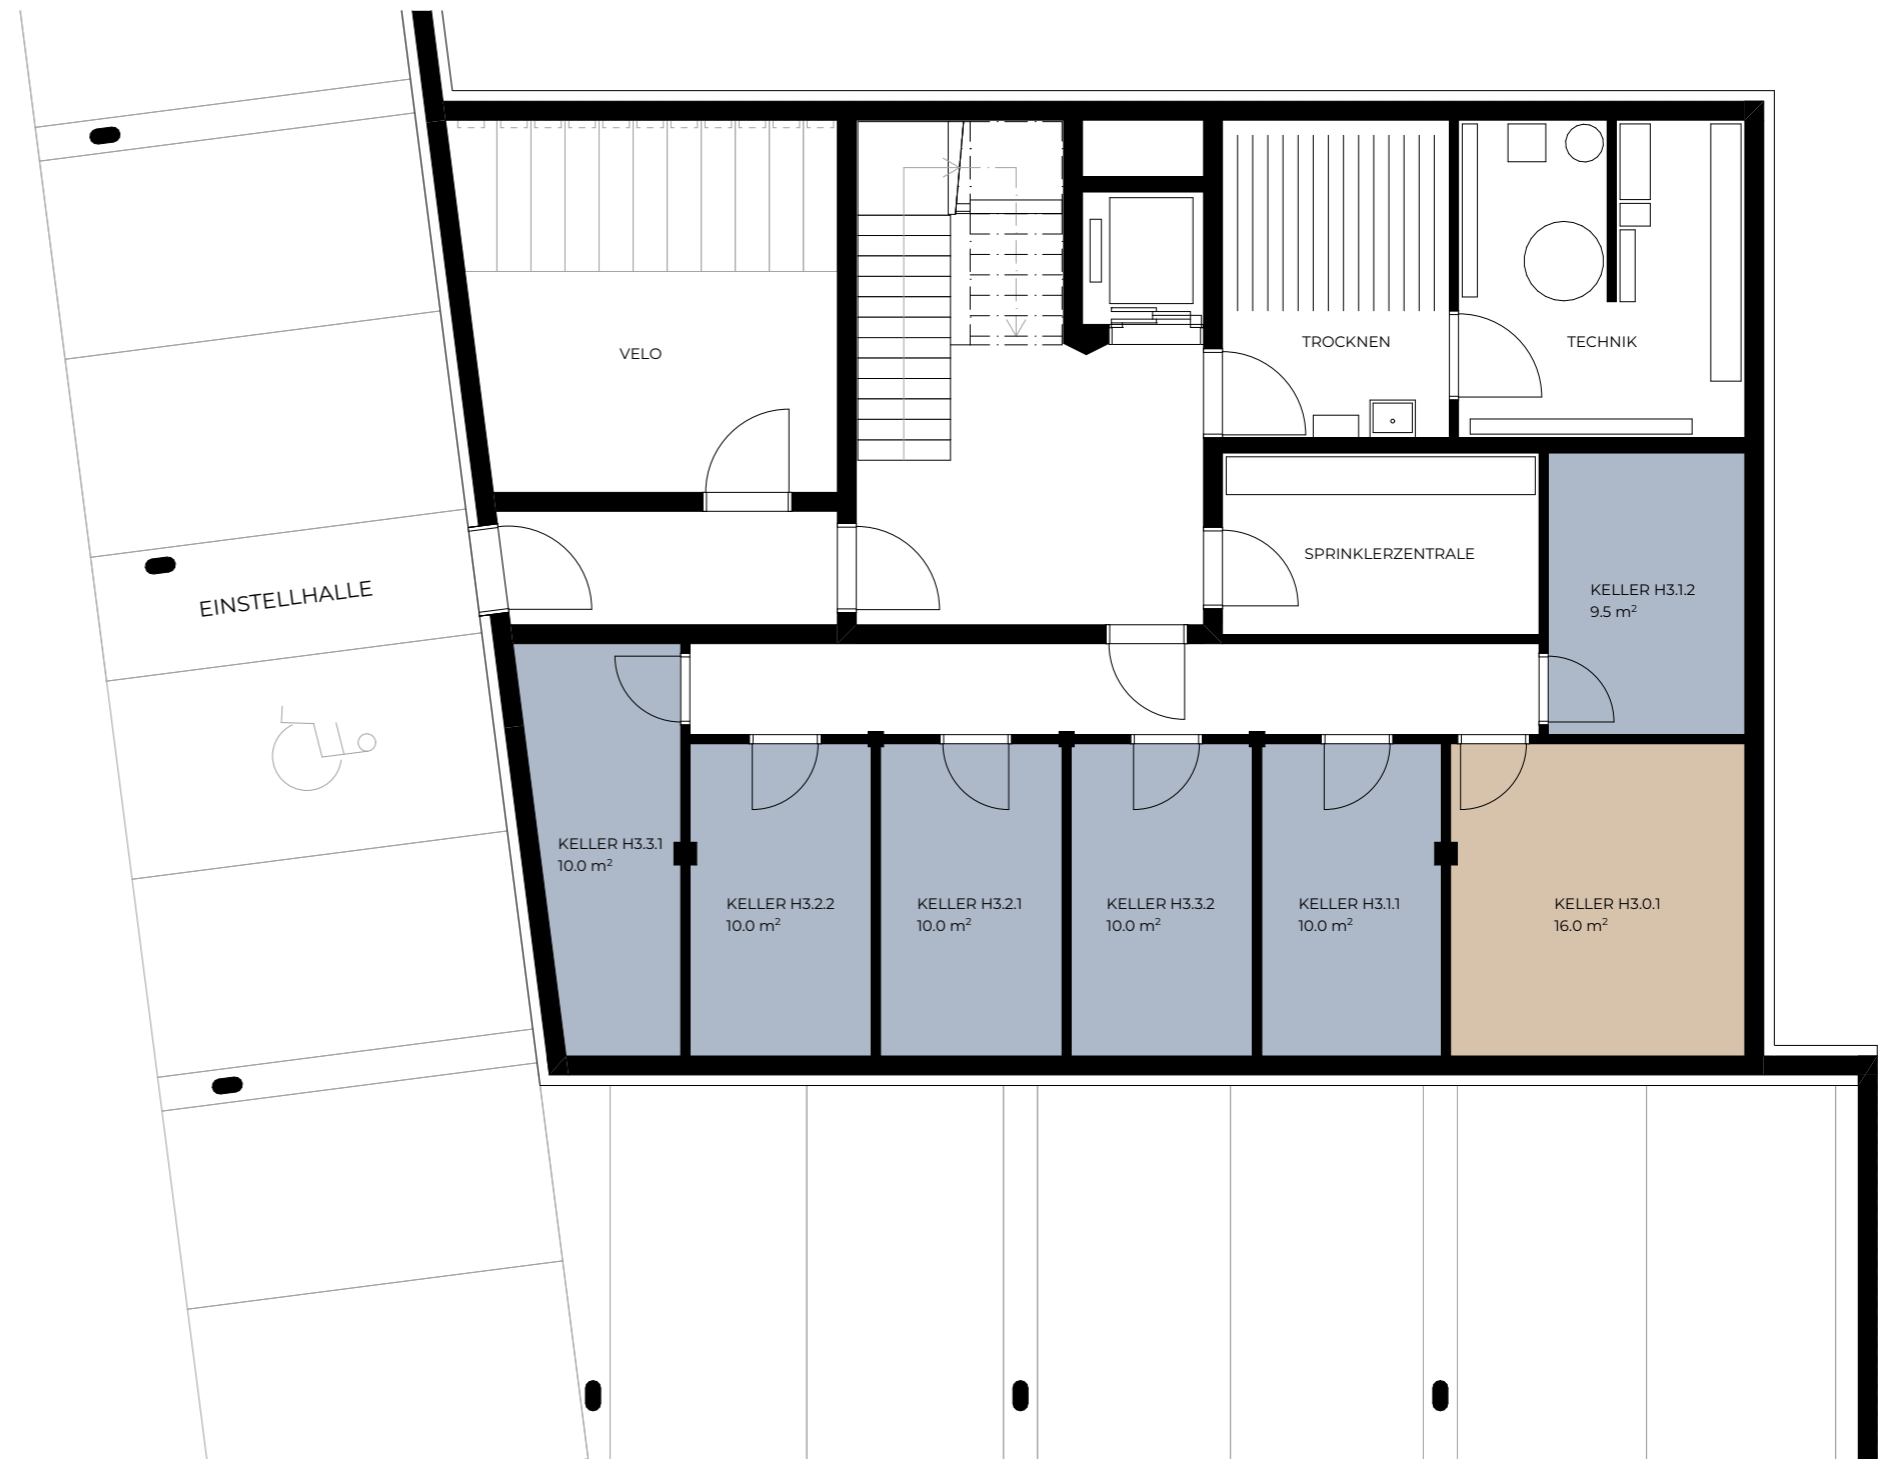 TROCKNEN
TECHNIK
VELO
SPRINKLERZENTRALE
EINSTELLHALLE
KELLER H3.1.2
9.5 m²
KELLER H3.3.1
10.0 m²
KELLER H3.2.2
10.0 m²
KELLER H3.2.1
10.0 m²
KELLER H3.3.2
10.0 m²
KELLER H3.1.1
10.0 m²
KELLER H3.0.1
16.0 m²